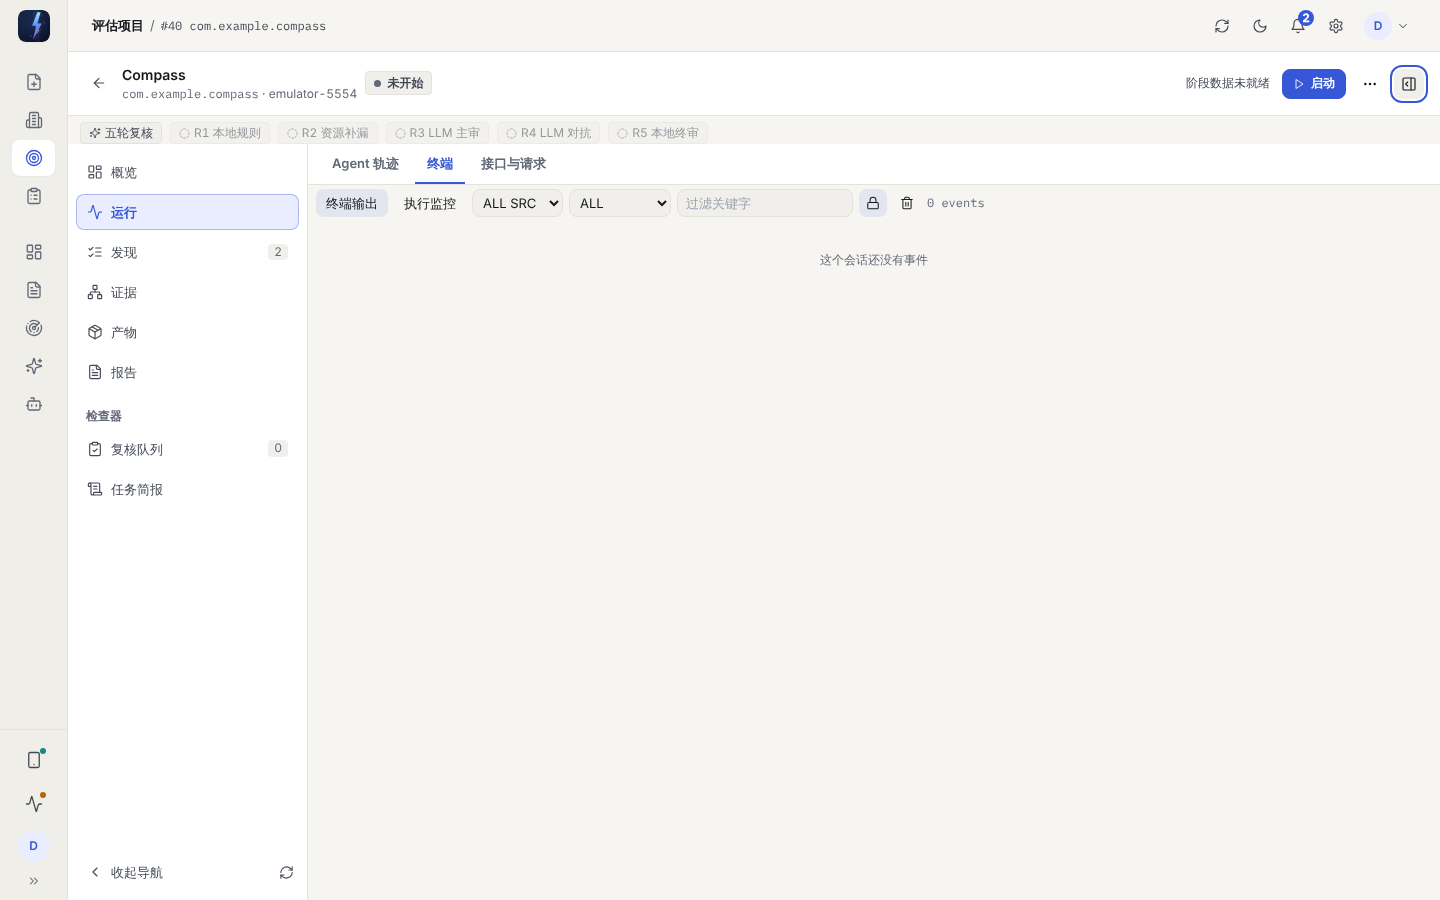 评估项目 / #40 com.example.compass
2
D
Compass
com.example.compass · emulator-5554
未开始
阶段数据未就绪
启动
五轮复核
R1 本地规则
R2 资源补漏
R3 LLM 主审
R4 LLM 对抗
R5 本地终审
概览
运行
发现
2
证据
产物
报告
检查器
复核队列
0
任务简报
收起导航
Agent 轨迹
终端
接口与请求
终端输出
执行监控
ALL SRC
ALL
过滤关键字
0 events
这个会话还没有事件
D